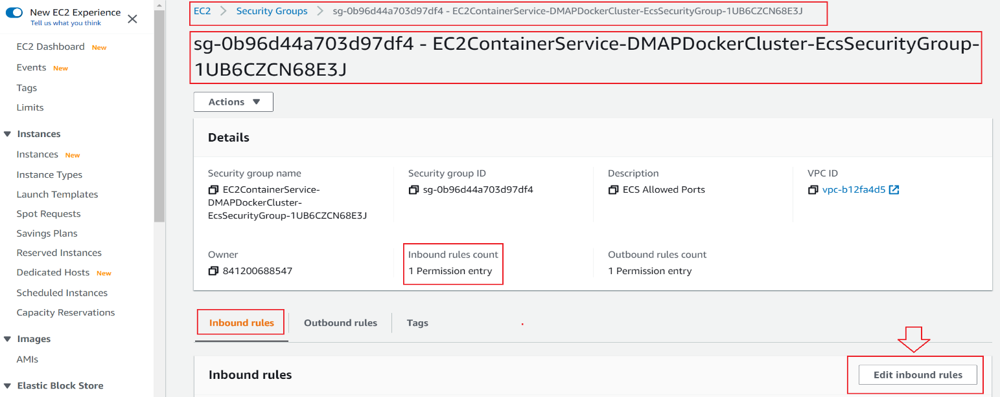 New EC2 Experience
Tell us what you think
EC2 Dashboard New
Events New
Tags
Limits
Instances
Instances New
Instance Types
Launch Templates
Spot Requests
Savings Plans
Reserved Instances
Dedicated Hosts New
Scheduled Instances
Capacity Reservations
Images
AMIs
Elastic Block Store
EC2 > Security Groups > sg-0b96d44a703d97df4 - EC2ContainerService-DMAPDockerCluster-EcsSecurityGroup-1UB6CZCN68E3J
sg-0b96d44a703d97df4 - EC2ContainerService-DMAPDockerCluster-EcsSecurityGroup-
1UB6CZCN68E3J
Actions
Details
Security group name
EC2ContainerService-
DMAPDockerCluster-
EcsSecurityGroup-1UB6CZCN68E3J
Security group ID
sg-0b96d44a703d97df4
Description
ECS Allowed Ports
VPC ID
vpc-b12fa4d5
Owner
841200688547
Inbound rules count
1 Permission entry
Outbound rules count
1 Permission entry
Inbound rules
Outbound rules
Tags
Inbound rules
Edit inbound rules